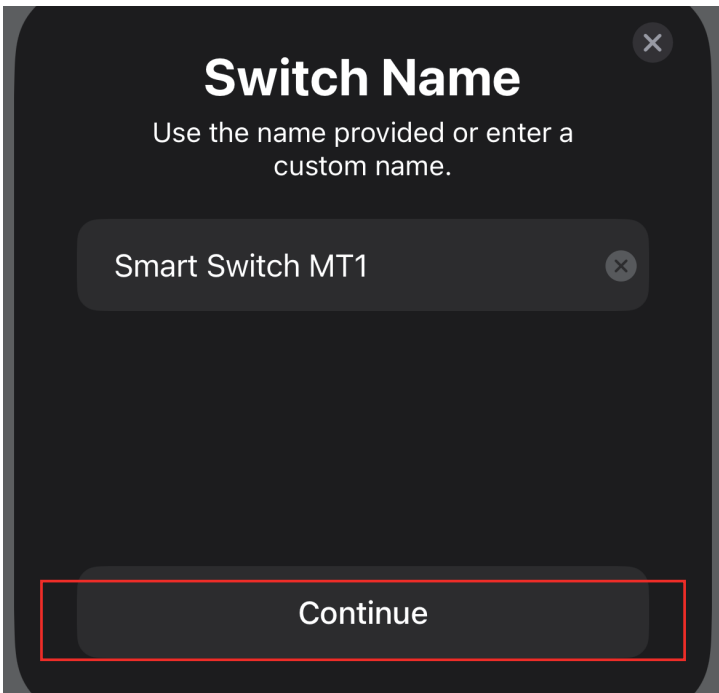 Switch Name
Use the name provided or enter a
custom name.
Smart Switch MT1
Continue